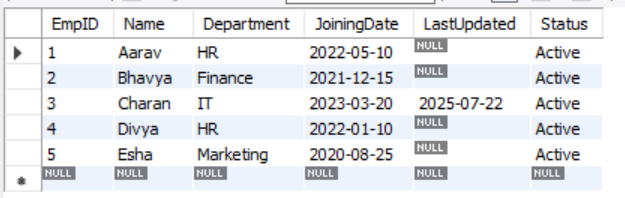 EmpID Name Department JoiningDate LastUpdated Status
1 Aarav HR 2022-05-10 NULL Active
2 Bhavya Finance 2021-12-15 NULL Active
3 Charan IT 2023-03-20 2025-07-22 Active
4 Divya HR 2022-01-10 NULL Active
5 Esha Marketing 2020-08-25 NULL Active
NULL NULL NULL NULL NULL NULL